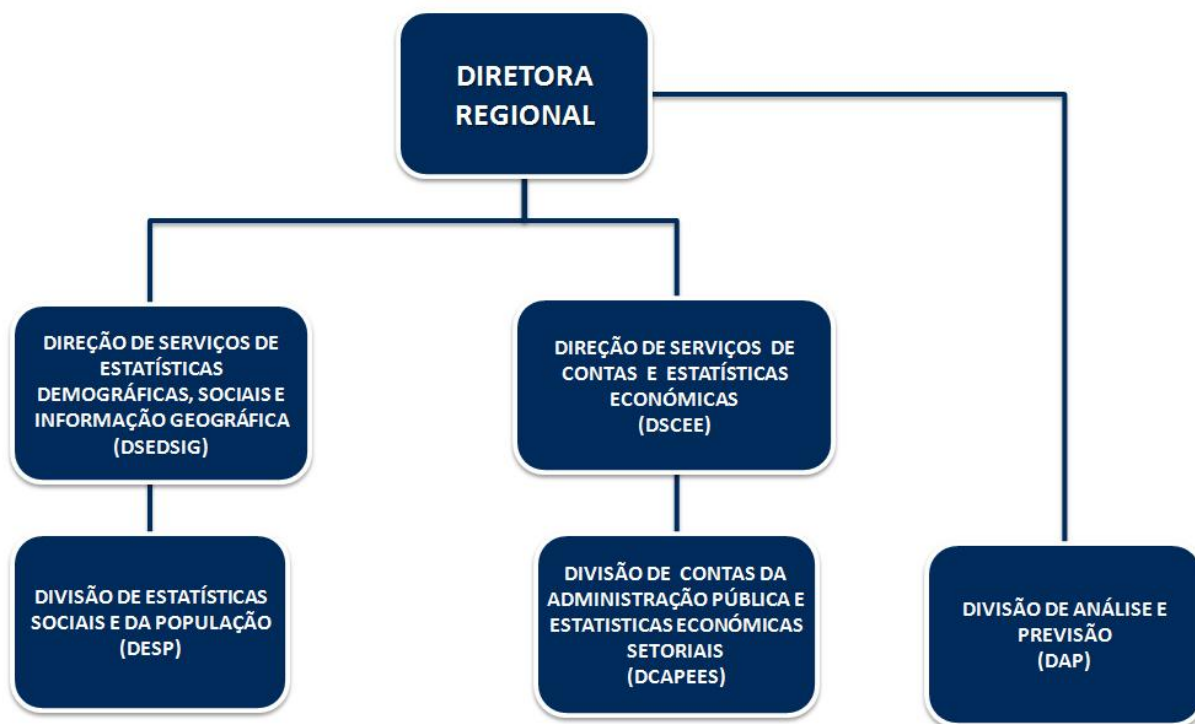 DIRETORA
REGIONAL
DIREÇÃO DE SERVIÇOS DE
ESTATÍSTICAS
DEMOGRÁFICAS, SOCIAIS E
INFORMAÇÃO GEOGRÁFICA
(DSEDSIG)
DIREÇÃO DE SERVIÇOS DE
CONTAS E ESTATÍSTICAS
ECONÓMICAS
(DSCEE)
DIVISÃO DE ESTATÍSTICAS
SOCIAIS E DA POPULAÇÃO
(DESP)
DIVISÃO DE CONTAS DA
ADMINISTRAÇÃO PÚBLICA E
ESTATISTICAS ECONÓMICAS
SETORIAIS
(DCAPEES)
DIVISÃO DE ANÁLISE E
PREVISÃO
(DAP)